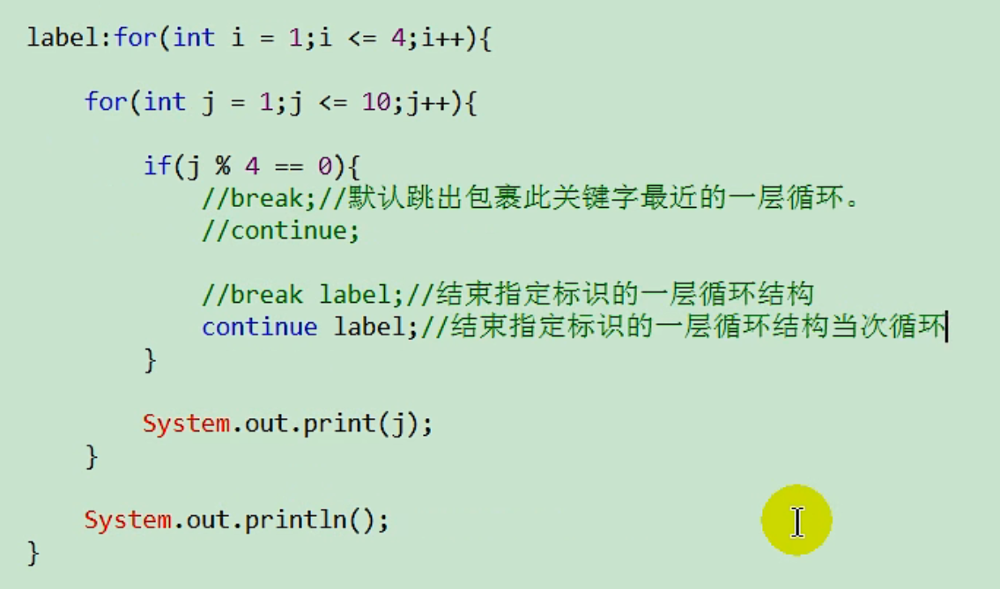 label:for(int i = 1;i <= 4;i++){
for(int j = 1;j <= 10;j++){
if(j % 4 == 0){
//break;//默认跳出包裹此关键字最近的一层循环。
//continue;
//break label;//结束指定标识的一层循环结构
continue label;//结束指定标识的一层循环结构当次循环
}
System.out.print(j);
}
System.out.println();
}